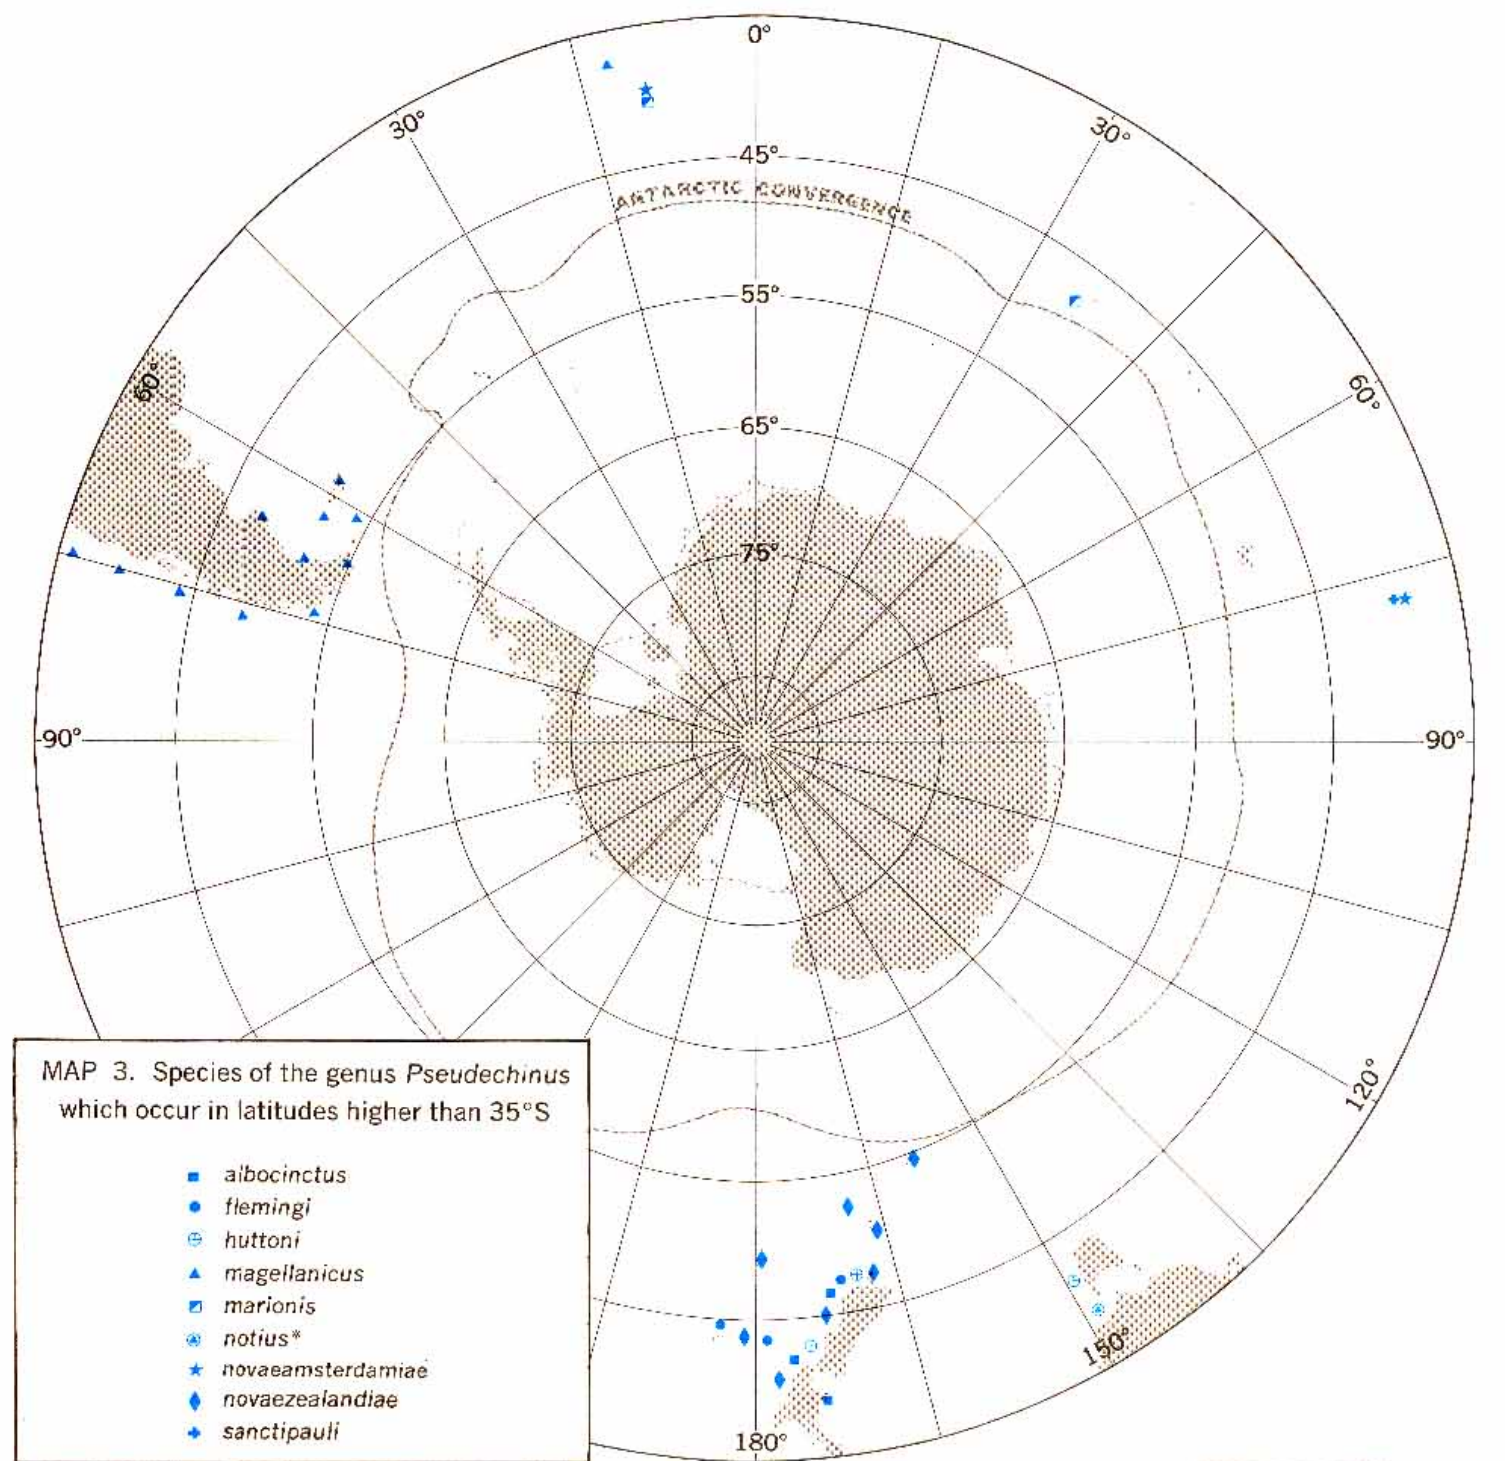 0°
30°
30°
45°
ANTARCTIC CONVERGENCE
55°
60°
60°
65°
75°
90°
90°
120°
150°
180°
MAP 3. Species of the genus Pseudechinus
which occur in latitudes higher than 35°S
albocinctus
flemingi
huttoni
magellanicus
marionis
notius*
novaeamsterdamiae
novaezealandiae
sanctipauli